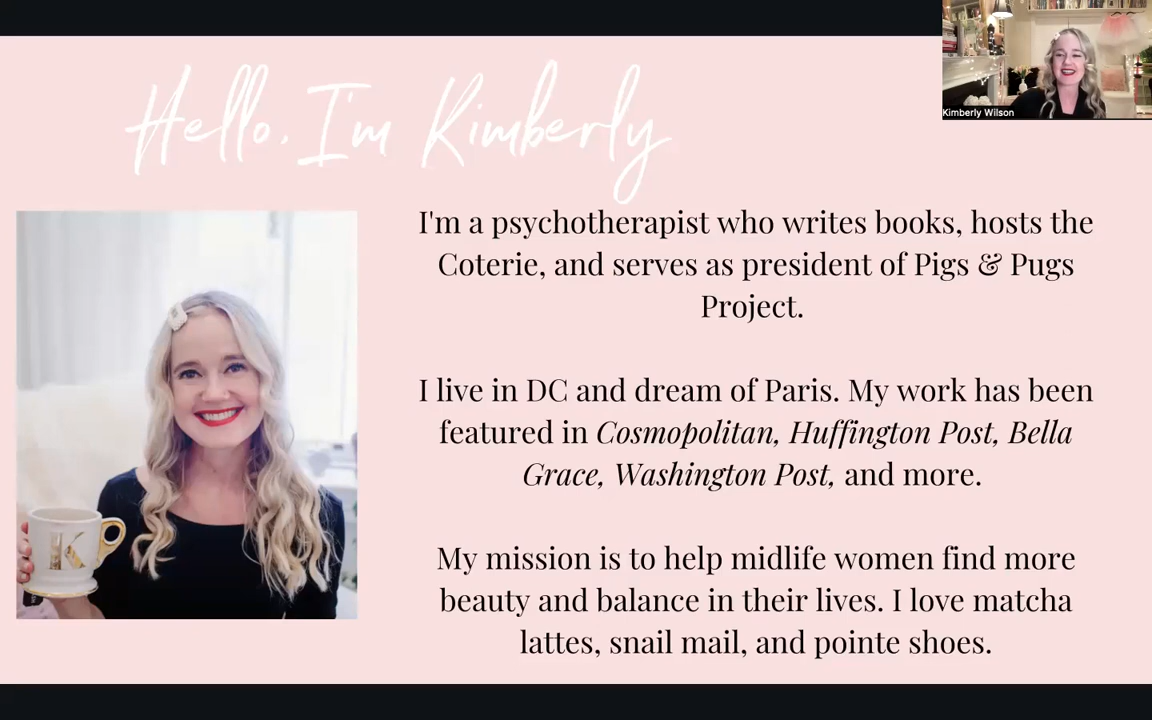 Hello, I'm Kimberly
Kimberly Wilson
I'm a psychotherapist who writes books, hosts the
Coterie, and serves as president of Pigs & Pugs
Project.
I live in DC and dream of Paris. My work has been
featured in Cosmopolitan, Huffington Post, Bella
Grace, Washington Post, and more.
My mission is to help midlife women find more
beauty and balance in their lives. I love matcha
lattes, snail mail, and pointe shoes.
K